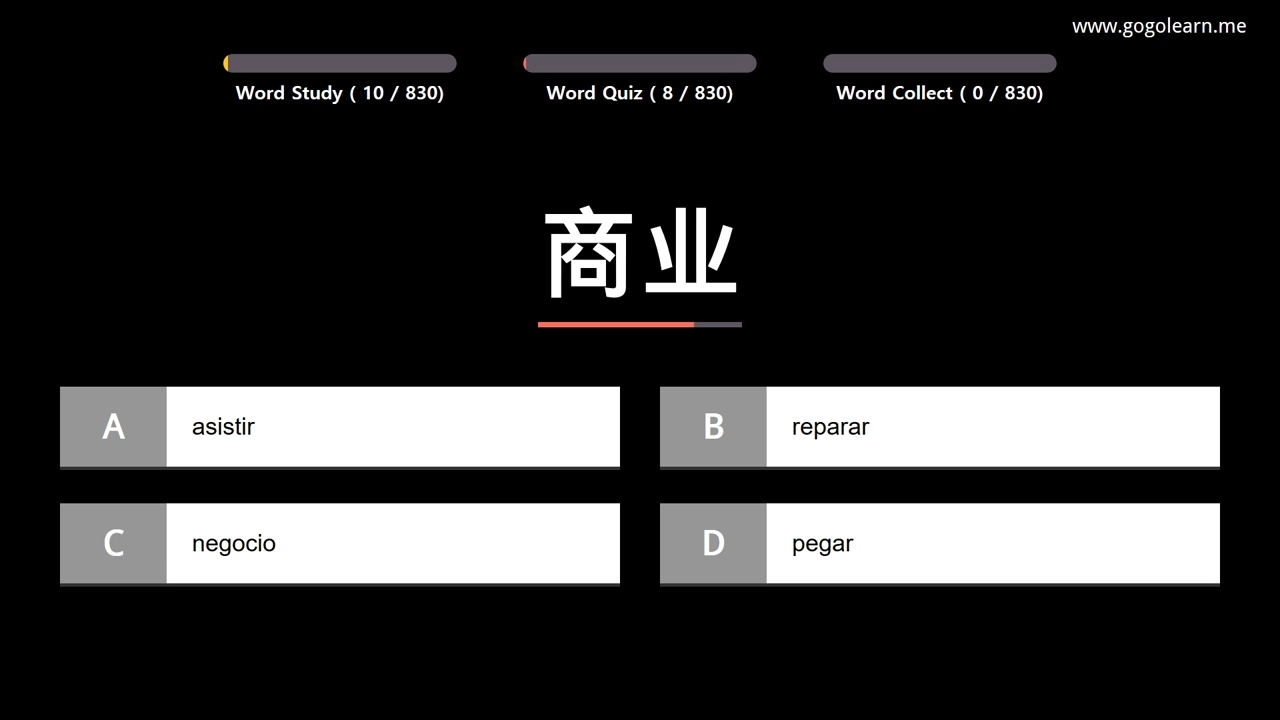 www.gogolearn.me
Word Study ( 10 / 830)
Word Quiz ( 8 / 830)
Word Collect ( 0 / 830)
商业
A asistir
B reparar
C negocio
D pegar